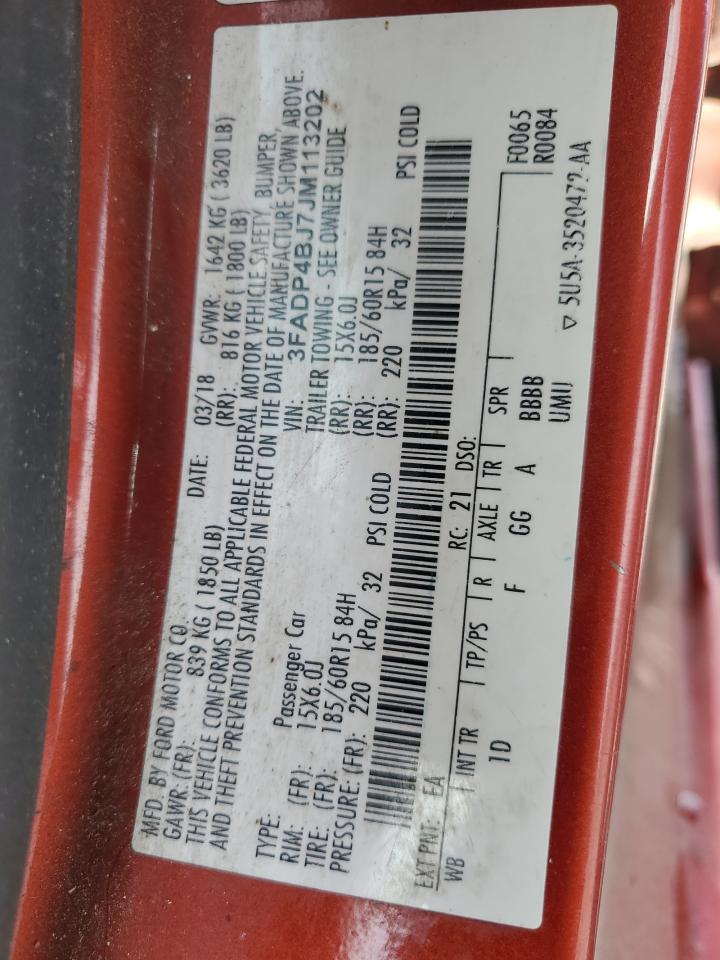 MFD. BY FORD MOTOR CO.
DATE: 03/18 GVWR: 1642 KG ( 3620 LB)
GAWR: (FR): 839 KG ( 1850 LB) (RR): 816 KG ( 1800 LB)
THIS VEHICLE CONFORMS TO ALL APPLICABLE FEDERAL MOTOR VEHICLE SAFETY, BUMPER,
AND THEFT PREVENTION STANDARDS IN EFFECT ON THE DATE OF MANUFACTURE SHOWN ABOVE.
VIN: 3FADP4BJ7JM113202
TYPE: Passenger Car TRAILER TOWING - SEE OWNER GUIDE
RIM: (FR): 15X6.0J (RR): 15X6.0J
TIRE: (FR): 185/60R15 84H (RR): 185/60R15 84H
PRESSURE: (FR): 220 kPa/ 32 PSI COLD (RR): 220 kPa/ 32 PSI COLD
EXT PNT: EA RC: 21 DSO:
WB INT TR TP/PS R AXLE TR SPR F0065
1D F GG A BBBB R0084
UMIU
▽ 5U5A-3520472-AA